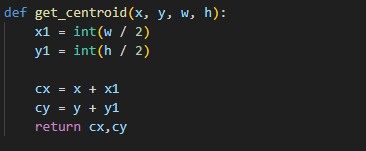 def get_centroid(x, y, w, h):
    x1 = int(w / 2)
    y1 = int(h / 2)

    cx = x + x1
    cy = y + y1
    return cx,cy